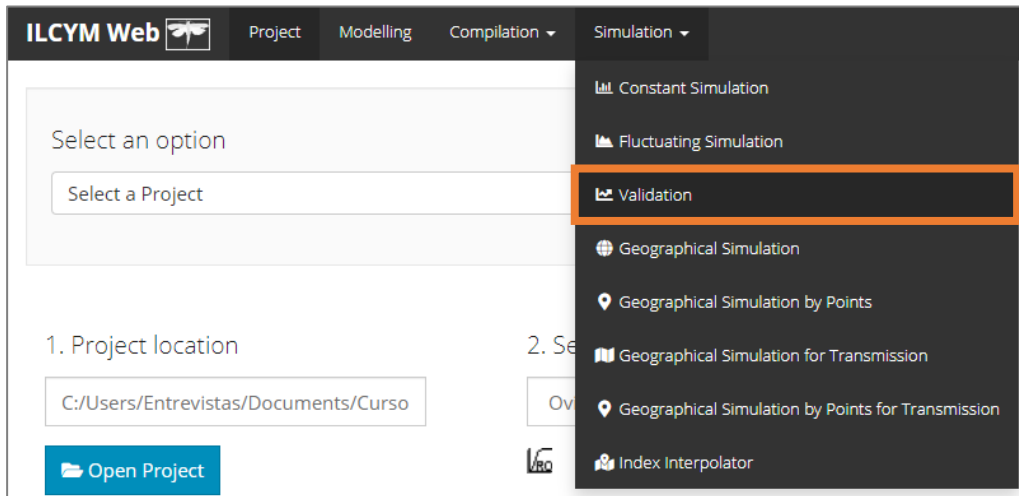 ILCYM Web Project Modelling Compilation Simulation
Constant Simulation
Select an option
Fluctuating Simulation
Select a Project
Validation
Geographical Simulation
Geographical Simulation by Points
1. Project location
2. Se
Geographical Simulation for Transmission
C:/Users/Entrevistas/Documents/Curso
Ovi
Geographical Simulation by Points for Transmission
Open Project
Index Interpolator